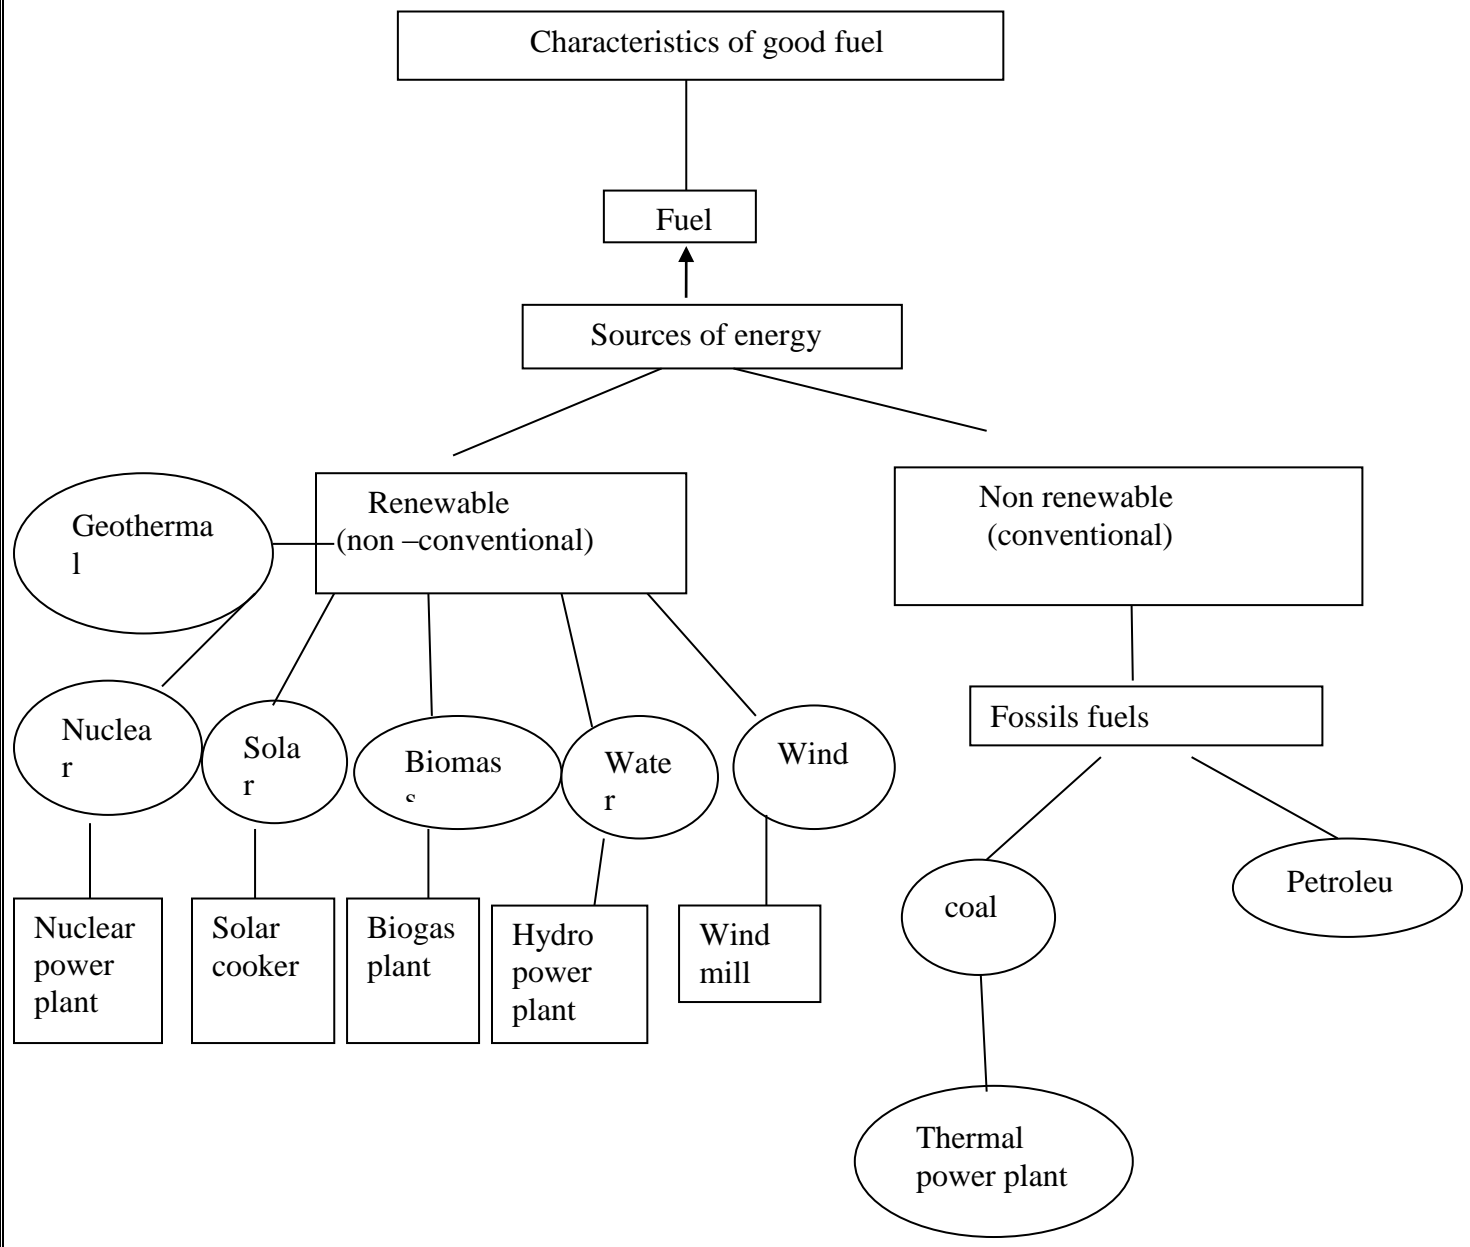 Characteristics of good fuel
Fuel
Sources of energy
Renewable
(non –conventional)
Non renewable
(conventional)
Geotherma
l
Fossils fuels
Nuclea
r
Sola
r
Biomas
s
Wate
r
Wind
coal
Petroleu
Nuclear
power
plant
Solar
cooker
Biogas
plant
Hydro
power
plant
Wind
mill
Thermal
power plant